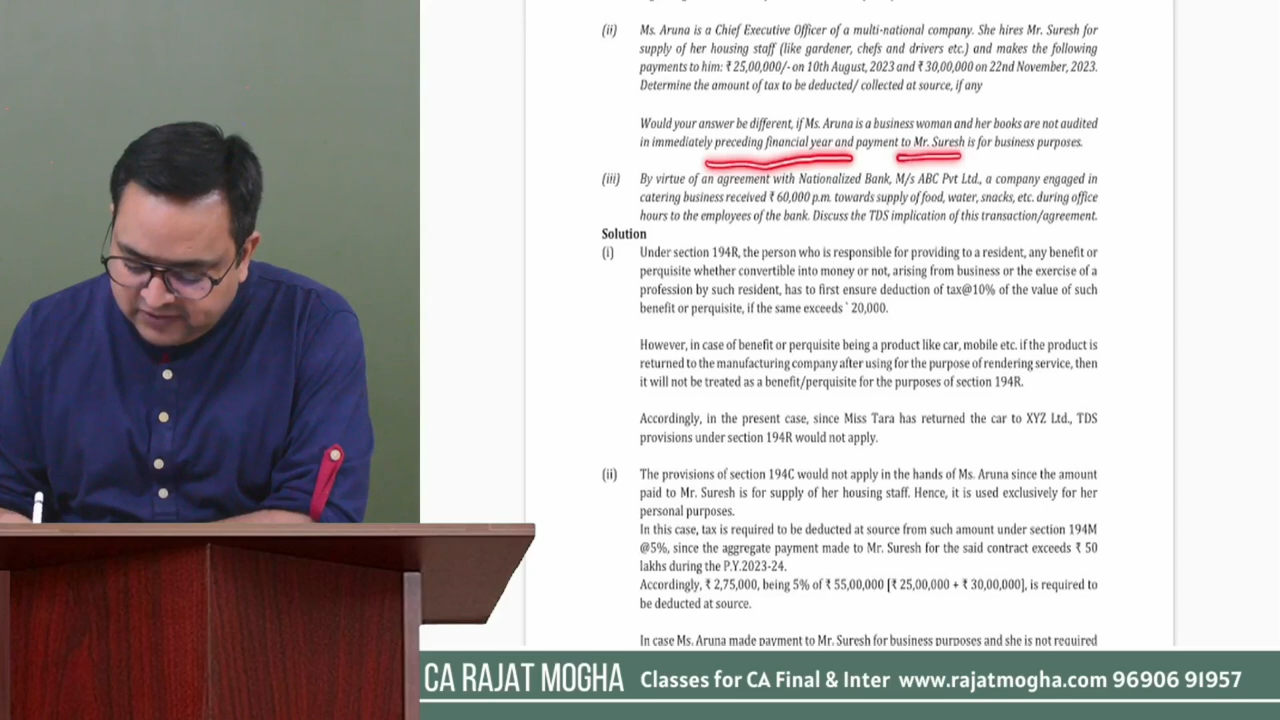 (ii) Ms. Aruna is a Chief Executive Officer of a multi-national company. She hires Mr. Suresh for
supply of her housing staff (like gardener, chefs and drivers etc.) and makes the following
payments to him: ₹ 25,00,000/- on 10th August, 2023 and ₹ 30,00,000 on 22nd November, 2023.
Determine the amount of tax to be deducted/ collected at source, if any
Would your answer be different, if Ms. Aruna is a business woman and her books are not audited
in immediately preceding financial year and payment to Mr. Suresh is for business purposes.
(iii) By virtue of an agreement with Nationalized Bank, M/s ABC Pvt Ltd., a company engaged in
catering business received ₹ 60,000 p.m. towards supply of food, water, snacks, etc. during office
hours to the employees of the bank. Discuss the TDS implication of this transaction/agreement.
Solution
(i) Under section 194R, the person who is responsible for providing to a resident, any benefit or
perquisite whether convertible into money or not, arising from business or the exercise of a
profession by such resident, has to first ensure deduction of tax@10% of the value of such
benefit or perquisite, if the same exceeds ` 20,000.
However, in case of benefit or perquisite being a product like car, mobile etc. if the product is
returned to the manufacturing company after using for the purpose of rendering service, then
it will not be treated as a benefit/perquisite for the purposes of section 194R.
Accordingly, in the present case, since Miss Tara has returned the car to XYZ Ltd., TDS
provisions under section 194R would not apply.
(ii) The provisions of section 194C would not apply in the hands of Ms. Aruna since the amount
paid to Mr. Suresh is for supply of her housing staff. Hence, it is used exclusively for her
personal purposes.
In this case, tax is required to be deducted at source from such amount under section 194M
@5%, since the aggregate payment made to Mr. Suresh for the said contract exceeds ₹ 50
lakhs during the P.Y.2023-24.
Accordingly, ₹ 2,75,000, being 5% of ₹ 55,00,000 [₹ 25,00,000 + ₹ 30,00,000], is required to
be deducted at source.
In case Ms. Aruna made payment to Mr. Suresh for business purposes and she is not required
CA RAJAT MOGHA Classes for CA Final & Inter www.rajatmogha.com 96906 91957